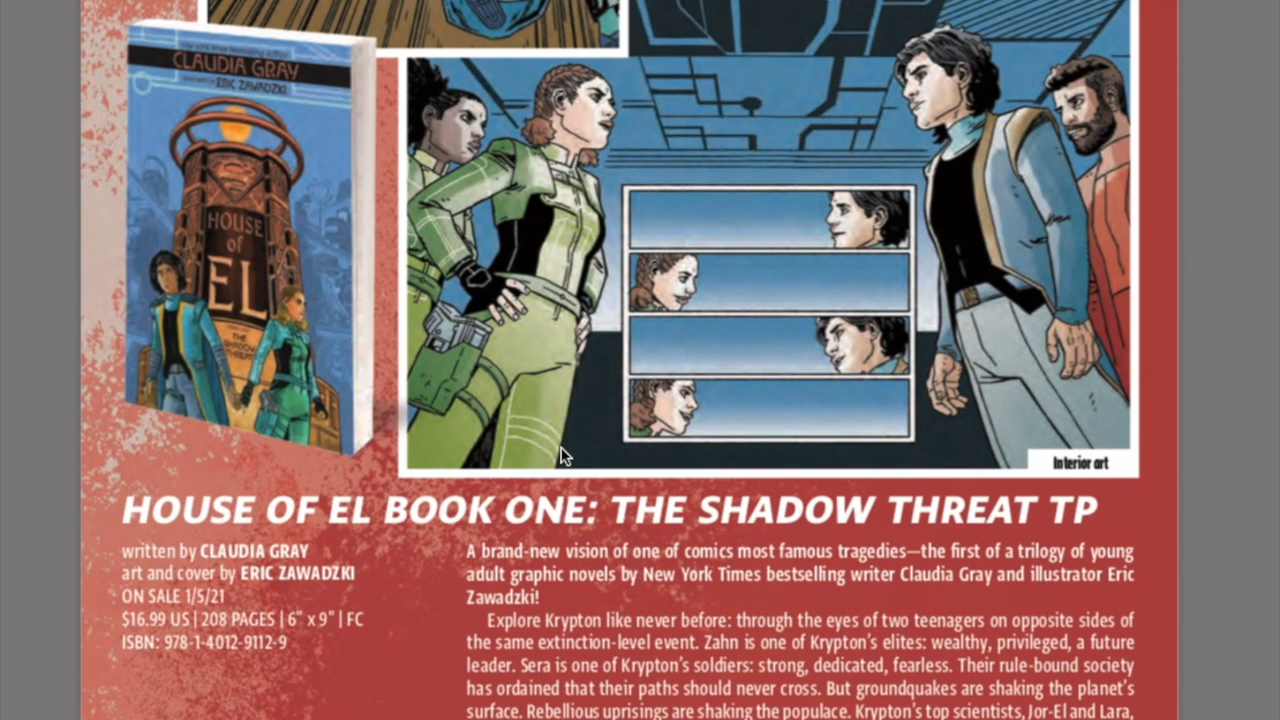 CLAUDIA GRAY
ERIC ZAWADZKI
HOUSE
of
EL
THE
SHADOW
THREAT
Interior art
HOUSE OF EL BOOK ONE: THE SHADOW THREAT TP
written by CLAUDIA GRAY
art and cover by ERIC ZAWADZKI
ON SALE 1/5/21
$16.99 US | 208 PAGES | 6" x 9" | FC
ISBN: 978-1-4012-9112-9
A brand-new vision of one of comics most famous tragedies—the first of a trilogy of young
adult graphic novels by New York Times bestselling writer Claudia Gray and illustrator Eric
Zawadzki!
Explore Krypton like never before: through the eyes of two teenagers on opposite sides of
the same extinction-level event. Zahn is one of Krypton's elites: wealthy, privileged, a future
leader. Sera is one of Krypton's soldiers: strong, dedicated, fearless. Their rule-bound society
has ordained that their paths should never cross. But groundquakes are shaking the planet's
surface. Rebellious uprisings are shaking the populace. Krypton's top scientists, Jor-El and Lara,